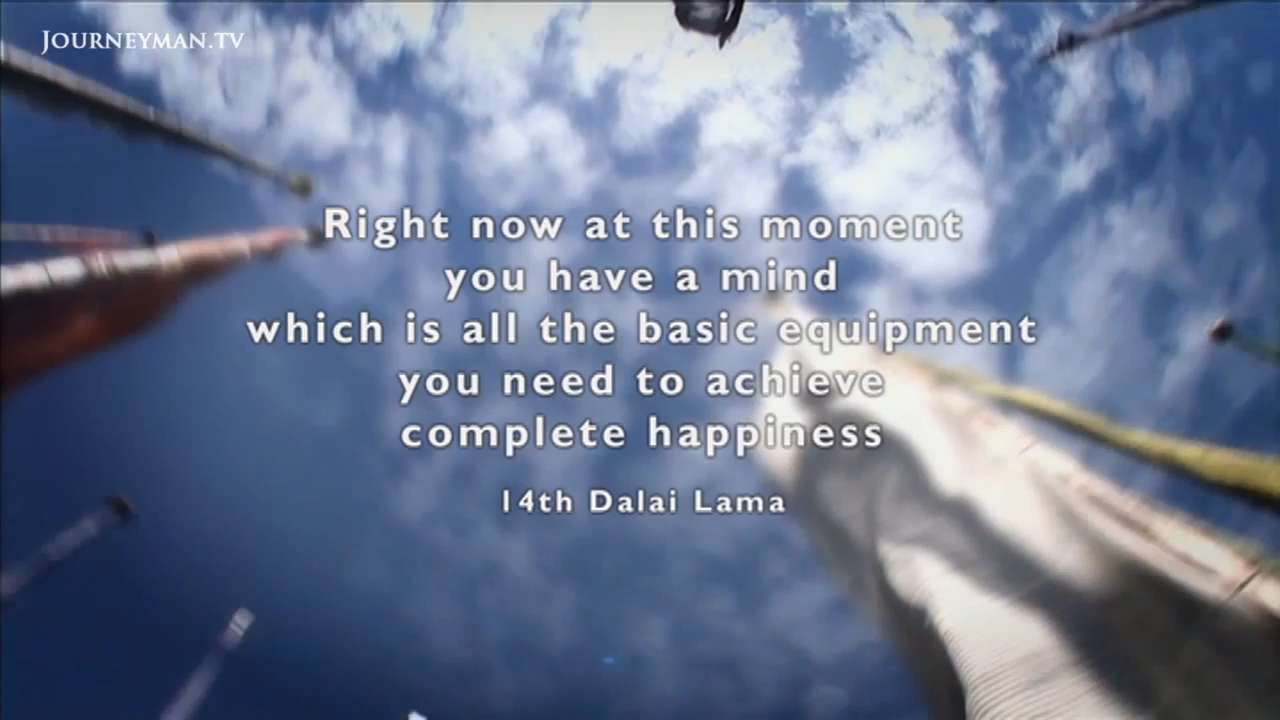 JOURNEYMAN.TV
Right now at this moment
you have a mind
which is all the basic equipment
you need to achieve
complete happiness
14th Dalai Lama